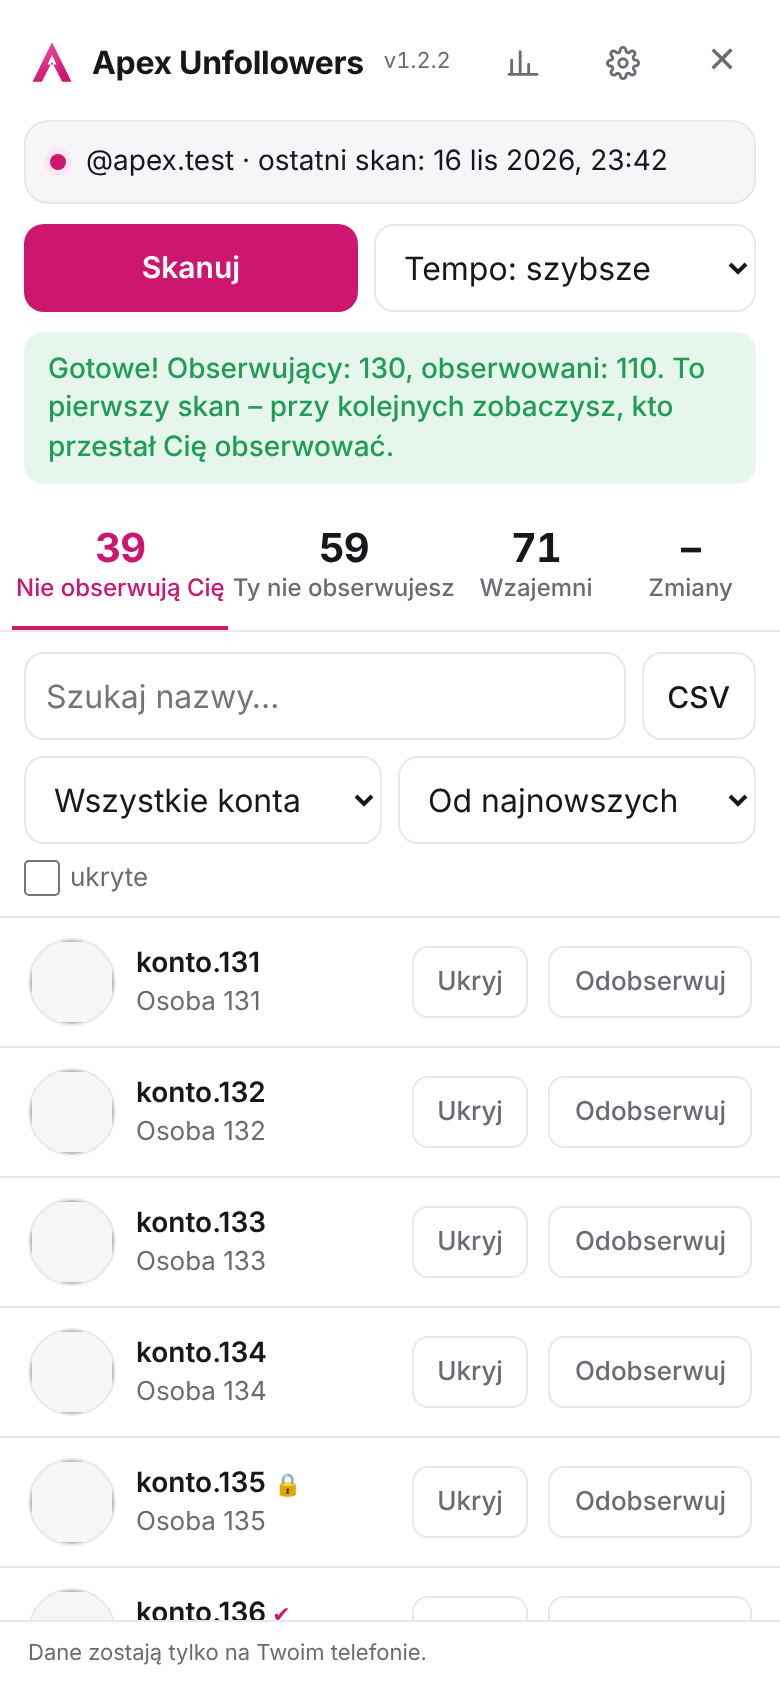 Apex Unfollowers v1.2.2
@apex.test · ostatni skan: 16 lis 2026, 23:42
Skanuj
Tempo: szybsze
Gotowe! Obserwujący: 130, obserwowani: 110. To
pierwszy skan – przy kolejnych zobaczysz, kto
przestał Cię obserwować.
39
Nie obserwują Cię
59
Ty nie obserwujesz
71
Wzajemni
–
Zmiany
Szukaj nazwy...
CSV
Wszystkie konta
Od najnowszych
ukryte
konto.131
Osoba 131
Ukryj
Odobserwuj
konto.132
Osoba 132
Ukryj
Odobserwuj
konto.133
Osoba 133
Ukryj
Odobserwuj
konto.134
Osoba 134
Ukryj
Odobserwuj
konto.135 🔒
Osoba 135
Ukryj
Odobserwuj
konto.136 ✔
Dane zostają tylko na Twoim telefonie.